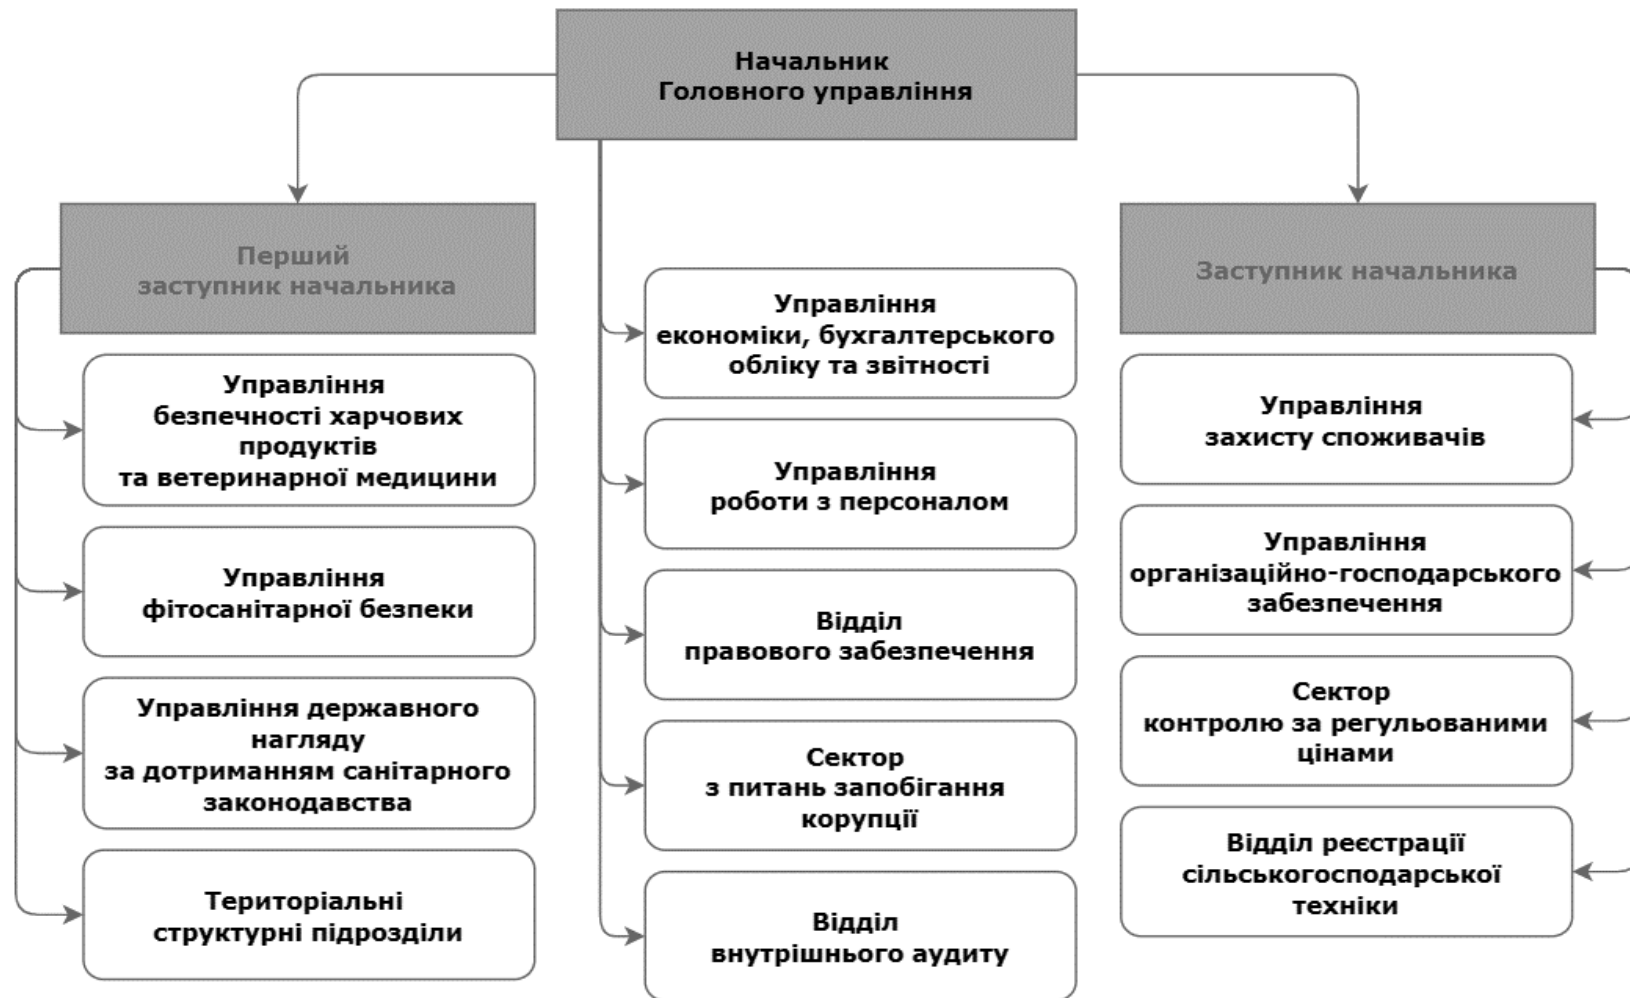 Начальник
Головного управління
Перший
заступник начальника
Управління
безпечності харчових
продуктів
та ветеринарної медицини
Управління
фітосанітарної безпеки
Управління державного
нагляду
за дотриманням санітарного
законодавства
Територіальні
структурні підрозділи
Управління
економіки, бухгалтерського
обліку та звітності
Управління
роботи з персоналом
Відділ
правового забезпечення
Сектор
з питань запобігання
корупції
Відділ
внутрішнього аудиту
Заступник начальника
Управління
захисту споживачів
Управління
організаційно-господарського
забезпечення
Сектор
контролю за регульованими
цінами
Відділ реєстрації
сільськогосподарської
техніки